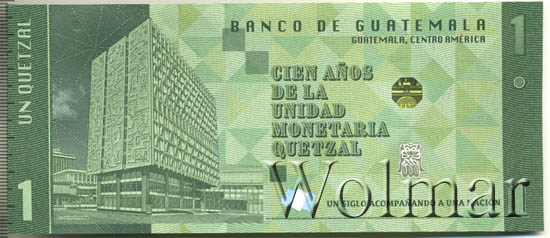 BANCO DE GUATEMALA
GUATEMALA, CENTRO AMÉRICA
UN QUETZAL
1
1
CIEN AÑOS
DE LA
UNIDAD
MONETARIA
QUETZAL
Wolmar
UN SIGLO ACOMPAÑANDO A UNA NACIÓN